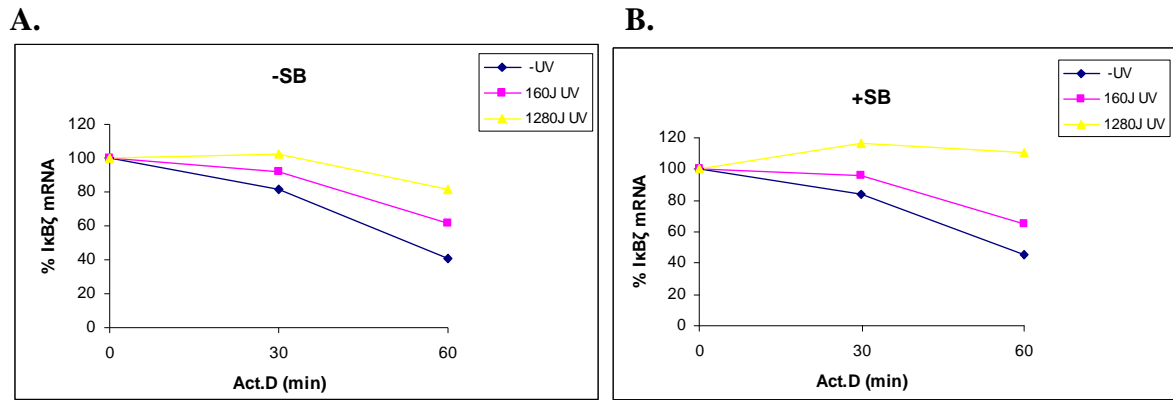 A.
-SB
-UV
160J UV
1280J UV
120
100
80
60
40
20
0
% IκBζ mRNA
0 30 60
Act.D (min)
B.
+SB
-UV
160J UV
1280J UV
120
100
80
60
40
20
0
% IκBζ mRNA
0 30 60
Act.D (min)